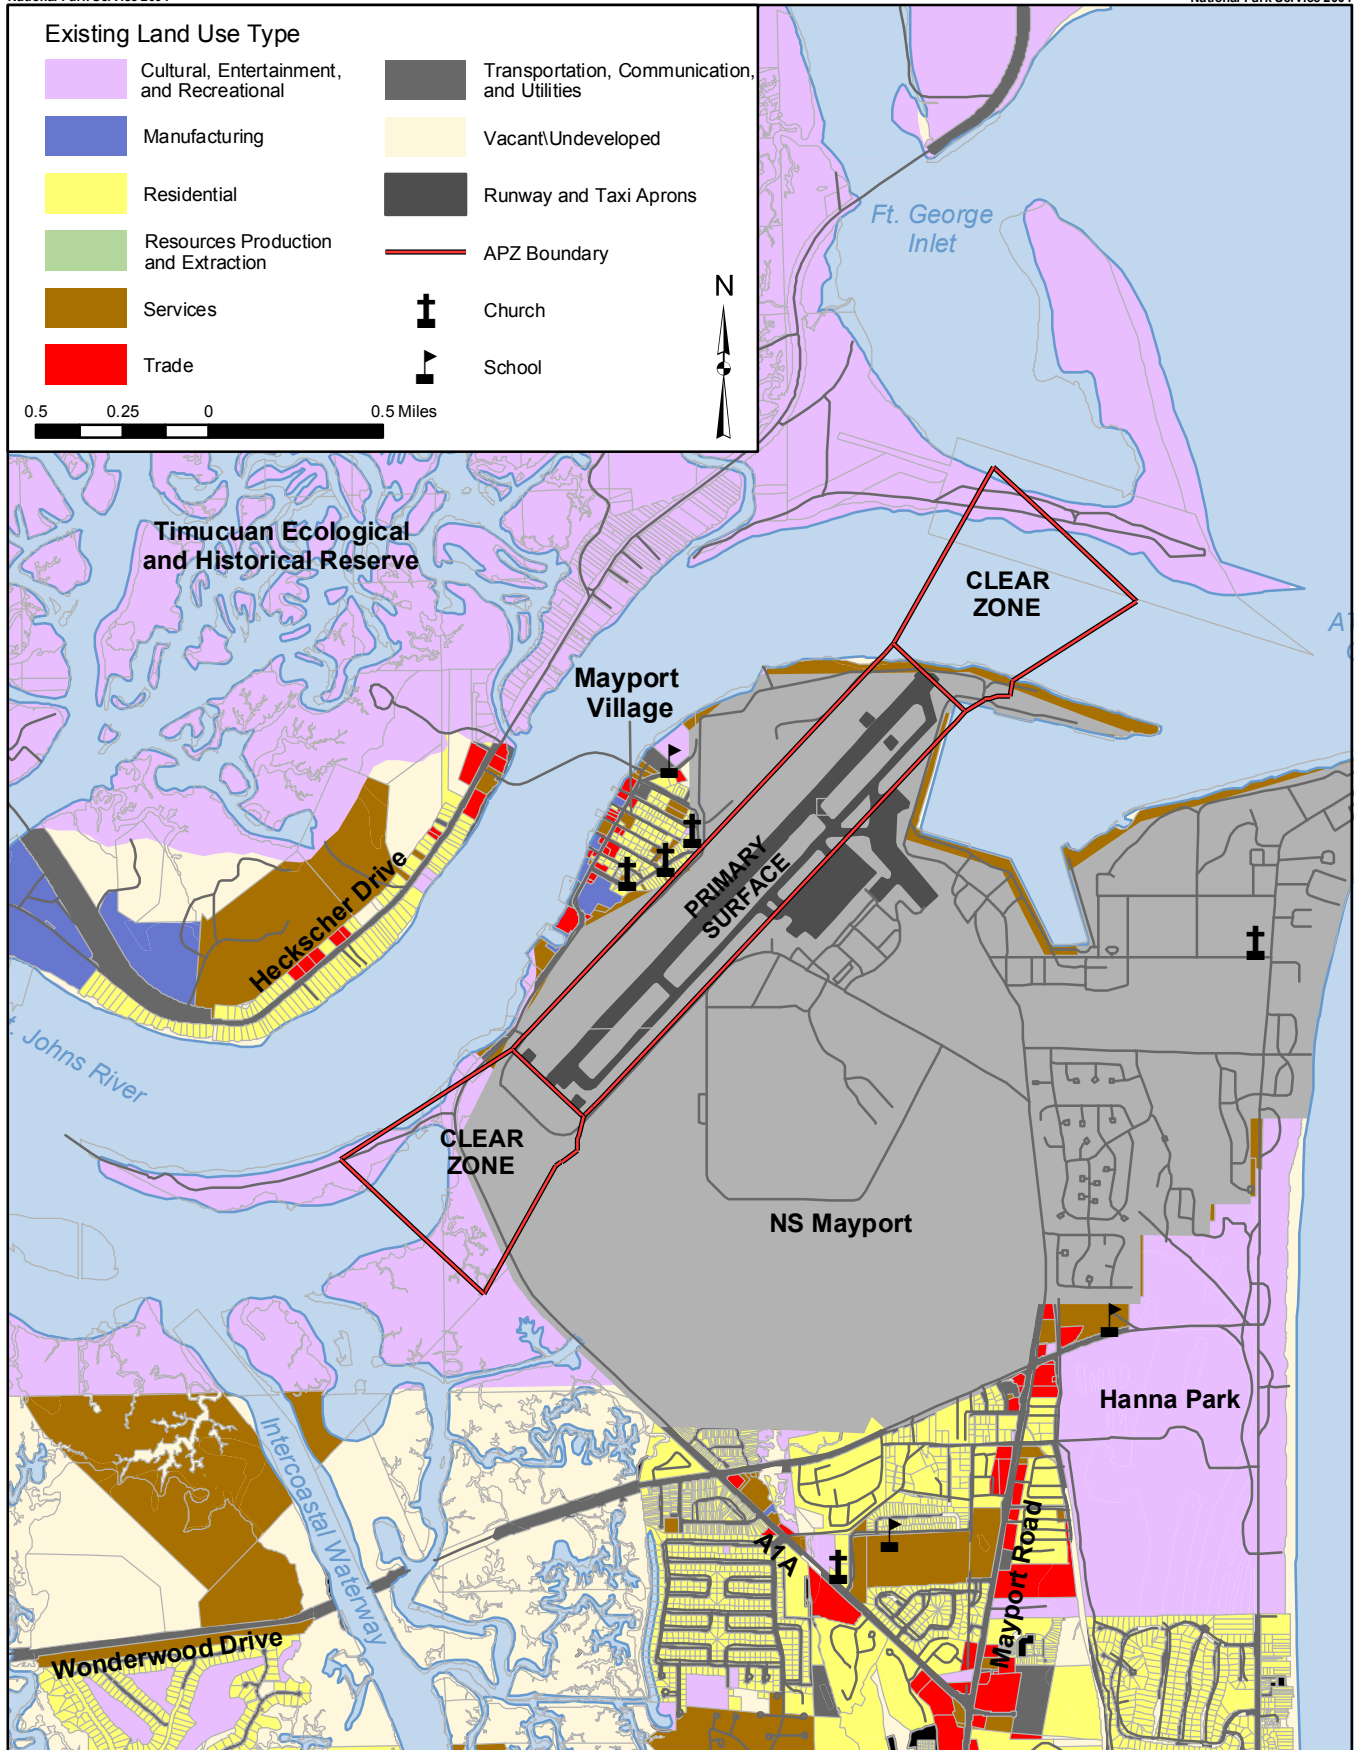 Existing Land Use Type
Cultural, Entertainment,
and Recreational
Manufacturing
Residential
Resources Production
and Extraction
Services
Trade
Transportation, Communication,
and Utilities
Vacant\Undeveloped
Runway and Taxi Aprons
APZ Boundary
Church
School
N
0.5 0.25 0 0.5 Miles
Ft. George
Inlet
Timucuan Ecological
and Historical Reserve
CLEAR
ZONE
Mayport
Village
PRIMARY
SURFACE
Heckscher Drive
Johns River
CLEAR
ZONE
NS Mayport
Hanna Park
Intercoastal Waterway
A1A
Mayport Road
Wonderwood Drive